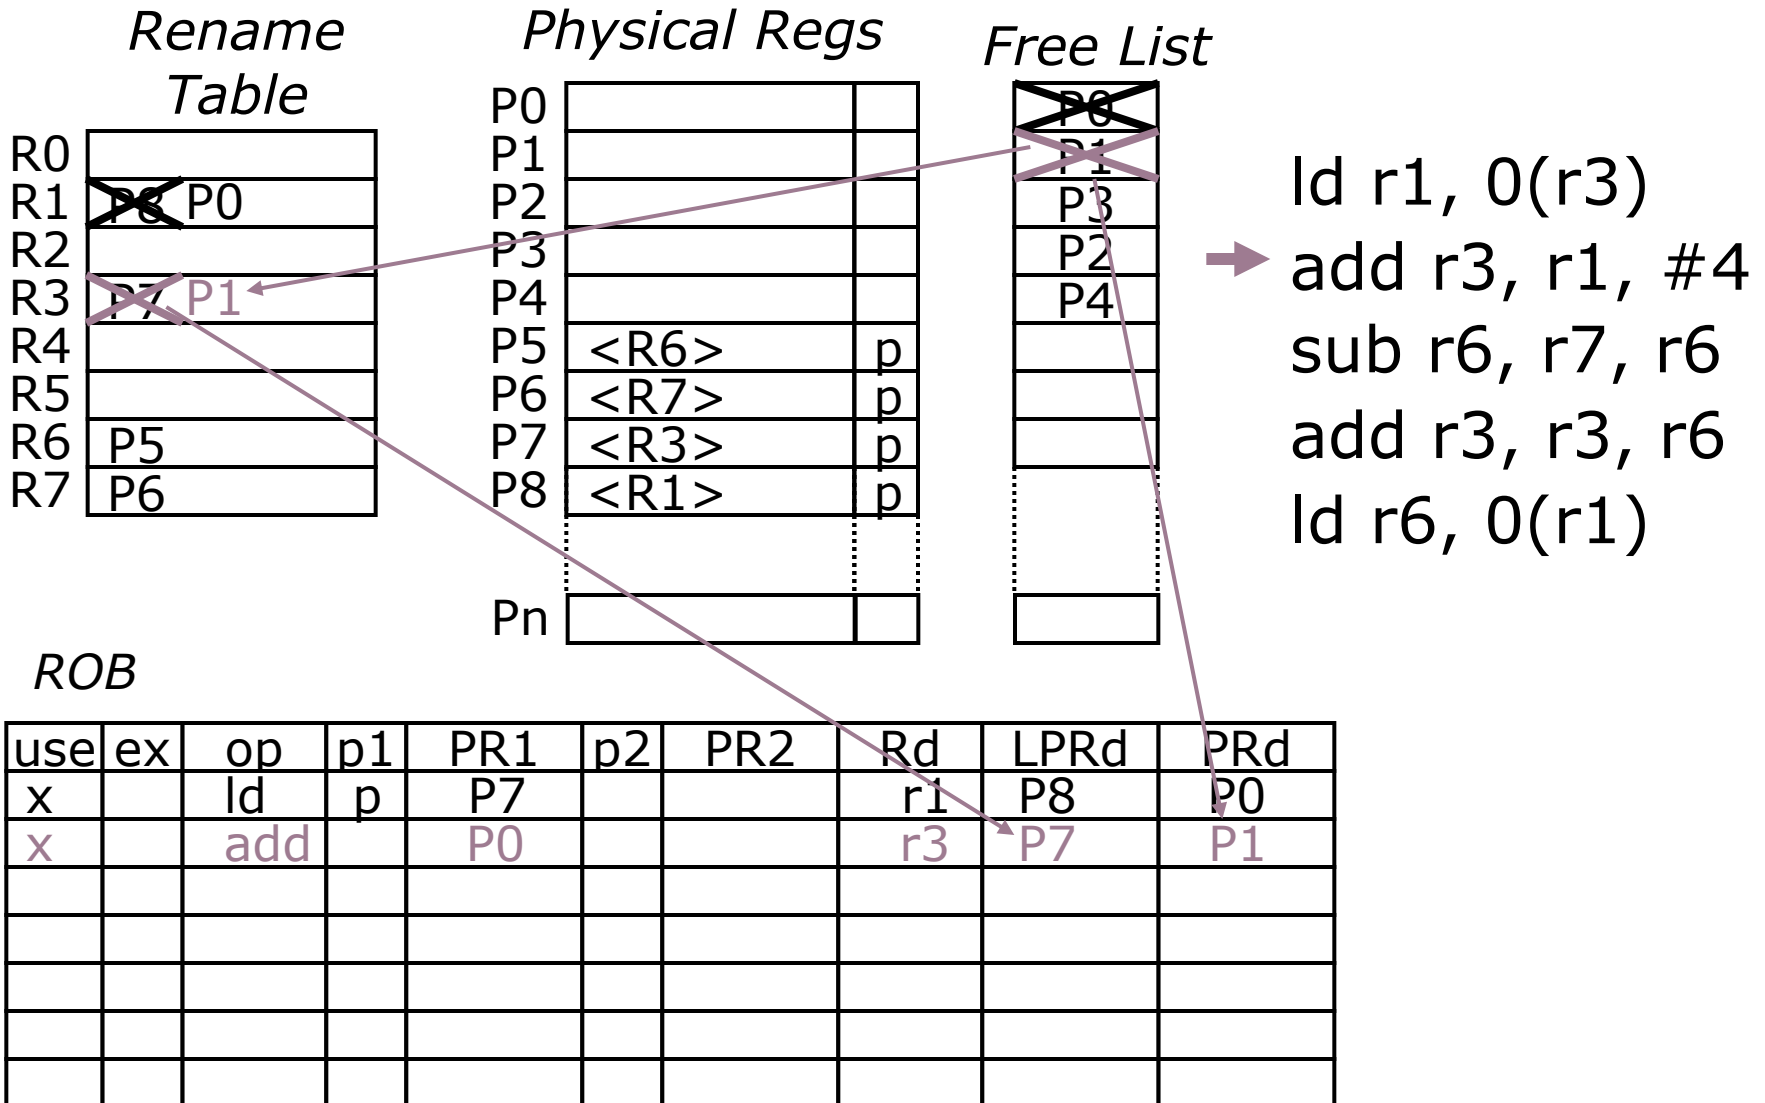 Rename Table
Physical Regs
Free List
R0
R1 P8 P0
R2
R3 P7 P1
R4
R5
R6 P5
R7 P6
P0
P1
P2
P3
P4
P5 <R6> p
P6 <R7> p
P7 <R3> p
P8 <R1> p
Pn
P0
P1
P3
P2
P4
ld r1, 0(r3)
add r3, r1, #4
sub r6, r7, r6
add r3, r3, r6
ld r6, 0(r1)
ROB
use ex op p1 PR1 p2 PR2 Rd LPRd PRd
x ld p P7 r1 P8 P0
x add P0 r3 P7 P1